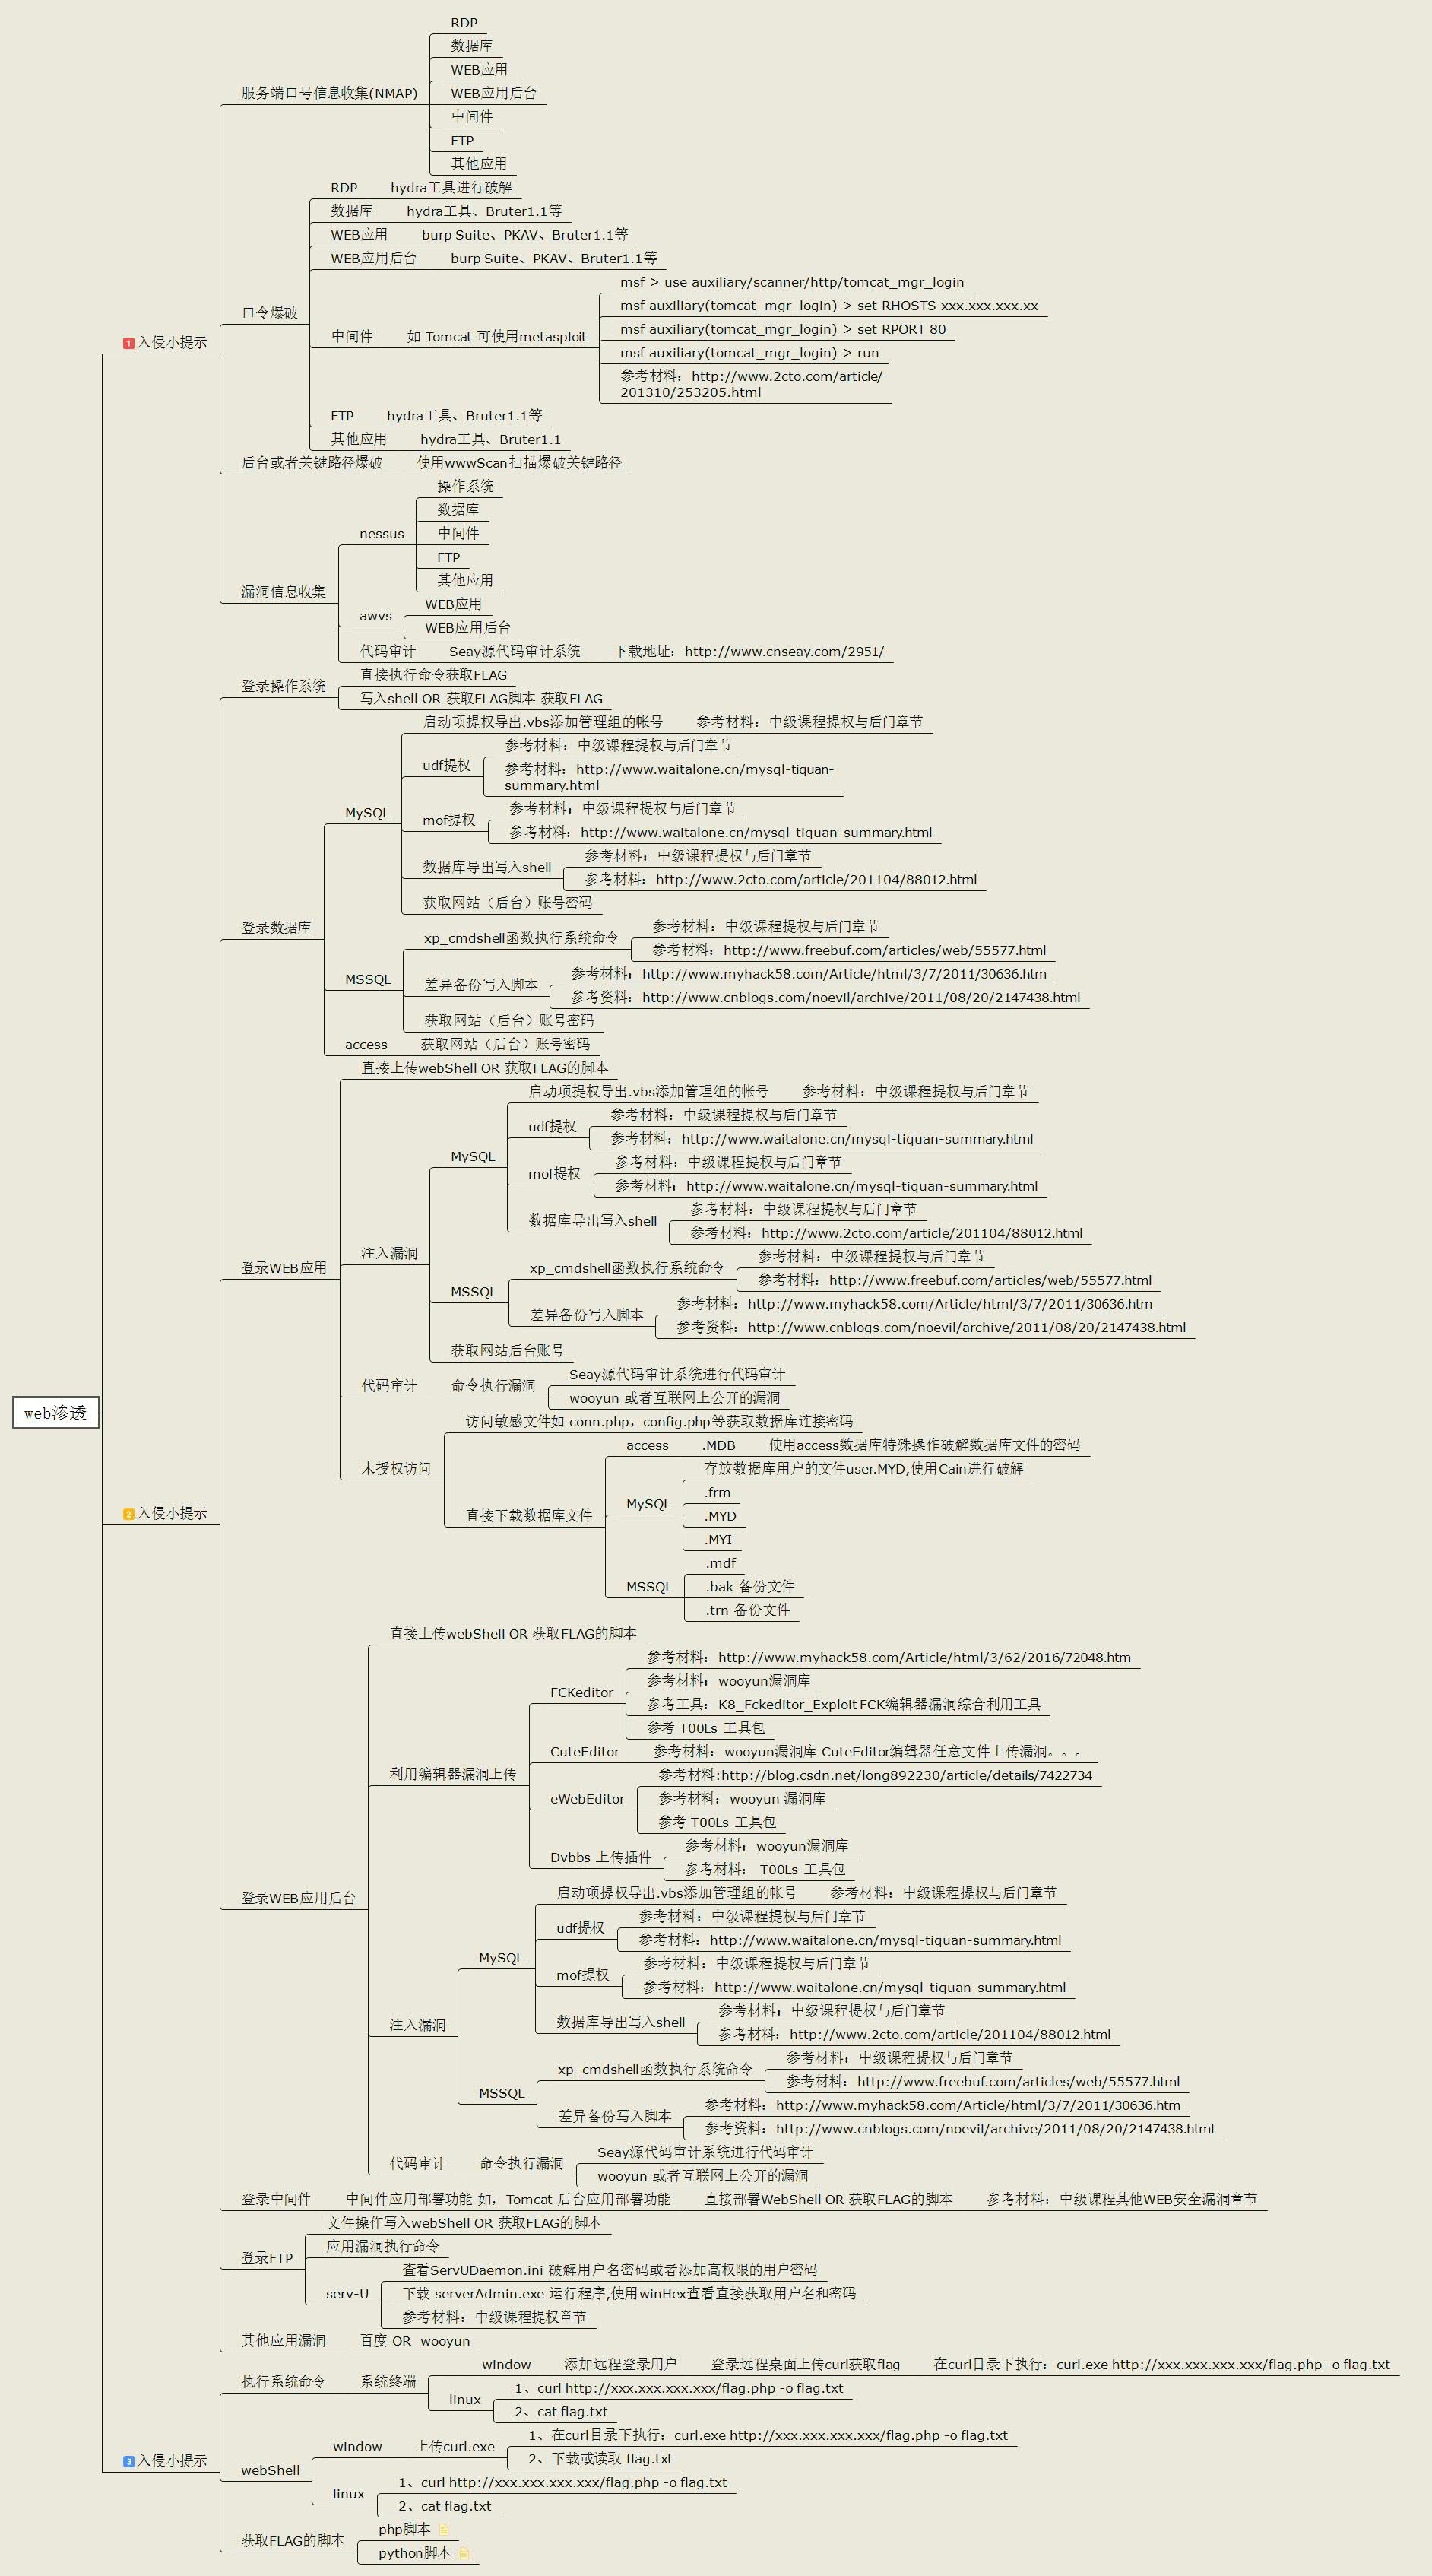 RDP
数据库
WEB应用
服务端口号信息收集(NMAP)
WEB应用后台
中间件
FTP
其他应用
RDP hydra工具进行破解
数据库 hydra工具、Bruter1.1等
WEB应用 burp Suite、PKAV、Bruter1.1等
WEB应用后台 burp Suite、PKAV、Bruter1.1等
msf > use auxiliary/scanner/http/tomcat_mgr_login
msf auxiliary(tomcat_mgr_login) > set RHOSTS xxx.xxx.xxx.xx
口令爆破
msf auxiliary(tomcat_mgr_login) > set RPORT 80
中间件 如 Tomcat 可使用metasploit
1 入侵小提示
msf auxiliary(tomcat_mgr_login) > run
参考材料：http://www.2cto.com/article/
201310/253205.html
FTP hydra工具、Bruter1.1等
其他应用 hydra工具、Bruter1.1
后台或者关键路径爆破 使用wwwScan扫描爆破关键路径
操作系统
数据库
nessus
中间件
FTP
其他应用
漏洞信息收集
WEB应用
awvs
WEB应用后台
代码审计 Seay源代码审计系统 下载地址：http://www.cnseay.com/2951/
直接执行命令获取FLAG
登录操作系统
写入shell OR 获取FLAG脚本 获取FLAG
启动项提权导出.vbs添加管理组的帐号 参考材料：中级课程提权与后门章节
参考材料：中级课程提权与后门章节
udf提权
参考材料：http://www.waitalone.cn/mysql-tiquan-
summary.html
参考材料：中级课程提权与后门章节
MySQL
mof提权
参考材料：http://www.waitalone.cn/mysql-tiquan-summary.html
参考材料：中级课程提权与后门章节
数据库导出写入shell
参考材料：http://www.2cto.com/article/201104/88012.html
获取网站（后台）账号密码
登录数据库
参考材料：中级课程提权与后门章节
xp_cmdshell函数执行系统命令
参考材料：http://www.freebuf.com/articles/web/55577.html
参考材料：http://www.myhack58.com/Article/html/3/7/2011/30636.htm
MSSQL
差异备份写入脚本
参考资料：http://www.cnblogs.com/noevil/archive/2011/08/20/2147438.html
获取网站（后台）账号密码
access 获取网站（后台）账号密码
直接上传webShell OR 获取FLAG的脚本
启动项提权导出.vbs添加管理组的帐号 参考材料：中级课程提权与后门章节
参考材料：中级课程提权与后门章节
udf提权
参考材料：http://www.waitalone.cn/mysql-tiquan-summary.html
MySQL
参考材料：中级课程提权与后门章节
mof提权
参考材料：http://www.waitalone.cn/mysql-tiquan-summary.html
参考材料：中级课程提权与后门章节
数据库导出写入shell
参考材料：http://www.2cto.com/article/201104/88012.html
注入漏洞
参考材料：中级课程提权与后门章节
登录WEB应用
xp_cmdshell函数执行系统命令
参考材料：http://www.freebuf.com/articles/web/55577.html
MSSQL
参考材料：http://www.myhack58.com/Article/html/3/7/2011/30636.htm
差异备份写入脚本
参考资料：http://www.cnblogs.com/noevil/archive/2011/08/20/2147438.html
获取网站后台账号
Seay源代码审计系统进行代码审计
代码审计 命令执行漏洞
wooyun 或者互联网上公开的漏洞
web渗透
访问敏感文件如 conn.php，config.php等获取数据库连接密码
access .MDB 使用access数据库特殊操作破解数据库文件的密码
未授权访问
存放数据库用户的文件user.MYD,使用Cain进行破解
.frm
MySQL
直接下载数据库文件
.MYD
2 入侵小提示
.MYI
.mdf
MSSQL
.bak 备份文件
.trn 备份文件
直接上传webShell OR 获取FLAG的脚本
参考材料：http://www.myhack58.com/Article/html/3/62/2016/72048.htm
参考材料：wooyun漏洞库
FCKeditor
参考工具：K8_Fckeditor_Exploit FCK编辑器漏洞综合利用工具
参考 T00Ls 工具包
CuteEditor 参考材料：wooyun漏洞库 CuteEditor编辑器任意文件上传漏洞。。。
利用编辑器漏洞上传
参考材料:http://blog.csdn.net/long892230/article/details/7422734
eWebEditor
参考材料：wooyun 漏洞库
参考 T00Ls 工具包
参考材料：wooyun漏洞库
Dvbbs 上传插件
参考材料： T00Ls 工具包
登录WEB应用后台
启动项提权导出.vbs添加管理组的帐号 参考材料：中级课程提权与后门章节
参考材料：中级课程提权与后门章节
udf提权
参考材料：http://www.waitalone.cn/mysql-tiquan-summary.html
MySQL
参考材料：中级课程提权与后门章节
mof提权
参考材料：http://www.waitalone.cn/mysql-tiquan-summary.html
参考材料：中级课程提权与后门章节
数据库导出写入shell
注入漏洞
参考材料：http://www.2cto.com/article/201104/88012.html
参考材料：中级课程提权与后门章节
xp_cmdshell函数执行系统命令
参考材料：http://www.freebuf.com/articles/web/55577.html
MSSQL
参考材料：http://www.myhack58.com/Article/html/3/7/2011/30636.htm
差异备份写入脚本
参考资料：http://www.cnblogs.com/noevil/archive/2011/08/20/2147438.html
Seay源代码审计系统进行代码审计
代码审计 命令执行漏洞
wooyun 或者互联网上公开的漏洞
登录中间件 中间件应用部署功能 如，Tomcat 后台应用部署功能 直接部署WebShell OR 获取FLAG的脚本 参考材料：中级课程其他WEB安全漏洞章节
文件操作写入webShell OR 获取FLAG的脚本
应用漏洞执行命令
登录FTP
查看ServUDaemon.ini 破解用户名密码或者添加高权限的用户密码
serv-U
下载 serverAdmin.exe 运行程序,使用winHex查看直接获取用户名和密码
参考材料：中级课程提权章节
其他应用漏洞 百度 OR wooyun
window 添加远程登录用户 登录远程桌面上传curl获取flag 在curl目录下执行：curl.exe http://xxx.xxx.xxx.xxx/flag.php -o flag.txt
执行系统命令 系统终端
1、curl http://xxx.xxx.xxx.xxx/flag.php -o flag.txt
linux
2、cat flag.txt
1、在curl目录下执行：curl.exe http://xxx.xxx.xxx.xxx/flag.php -o flag.txt
window 上传curl.exe
3 入侵小提示
2、下载或读取 flag.txt
webShell
1、curl http://xxx.xxx.xxx.xxx/flag.php -o flag.txt
linux
2、cat flag.txt
php脚本
获取FLAG的脚本
python脚本